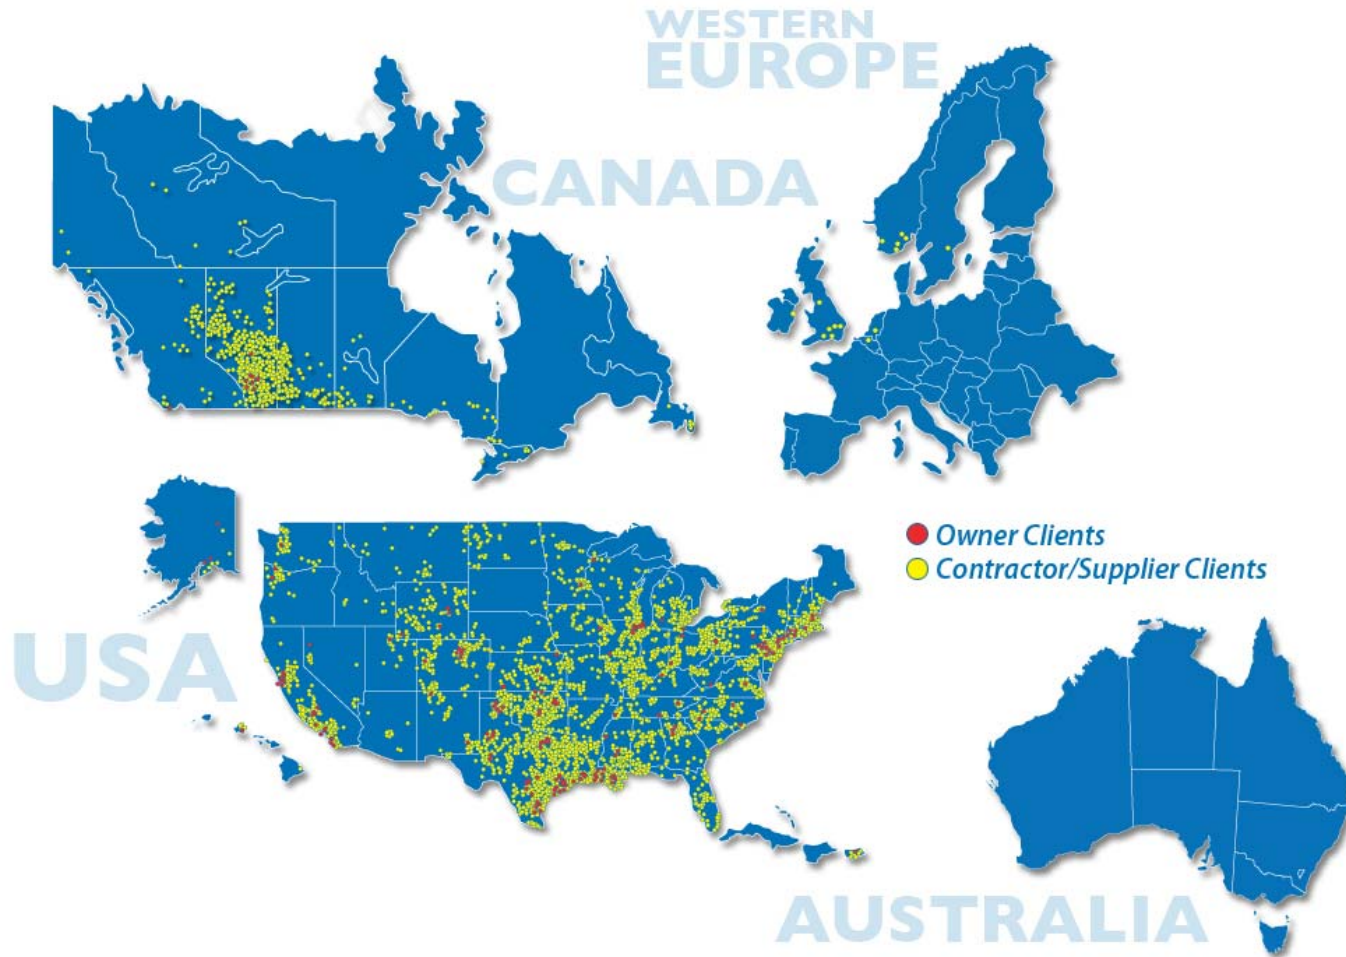 WESTERN
EUROPE
CANADA
Owner Clients
Contractor/Supplier Clients
USA
AUSTRALIA